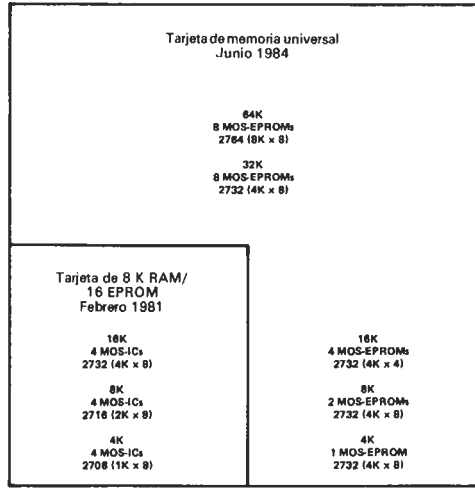 Tarjeta de memoria universal
Junio 1984
64K
8 MOS-EPROMs
2764 (8K x 8)
32K
8 MOS-EPROMs
2732 (4K x 8)
Tarjeta de 8 K RAM/
16 EPROM
Febrero 1981
16K
4 MOS-ICs
2732 (4K x 8)
8K
4 MOS-ICs
2716 (2K x 8)
4K
4 MOS-ICs
2708 (1K x 8)
16K
4 MOS-EPROMs
2732 (4K x 4)
8K
2 MOS-EPROMs
2732 (4K x 8)
4K
1 MOS-EPROM
2732 (4K x 8)